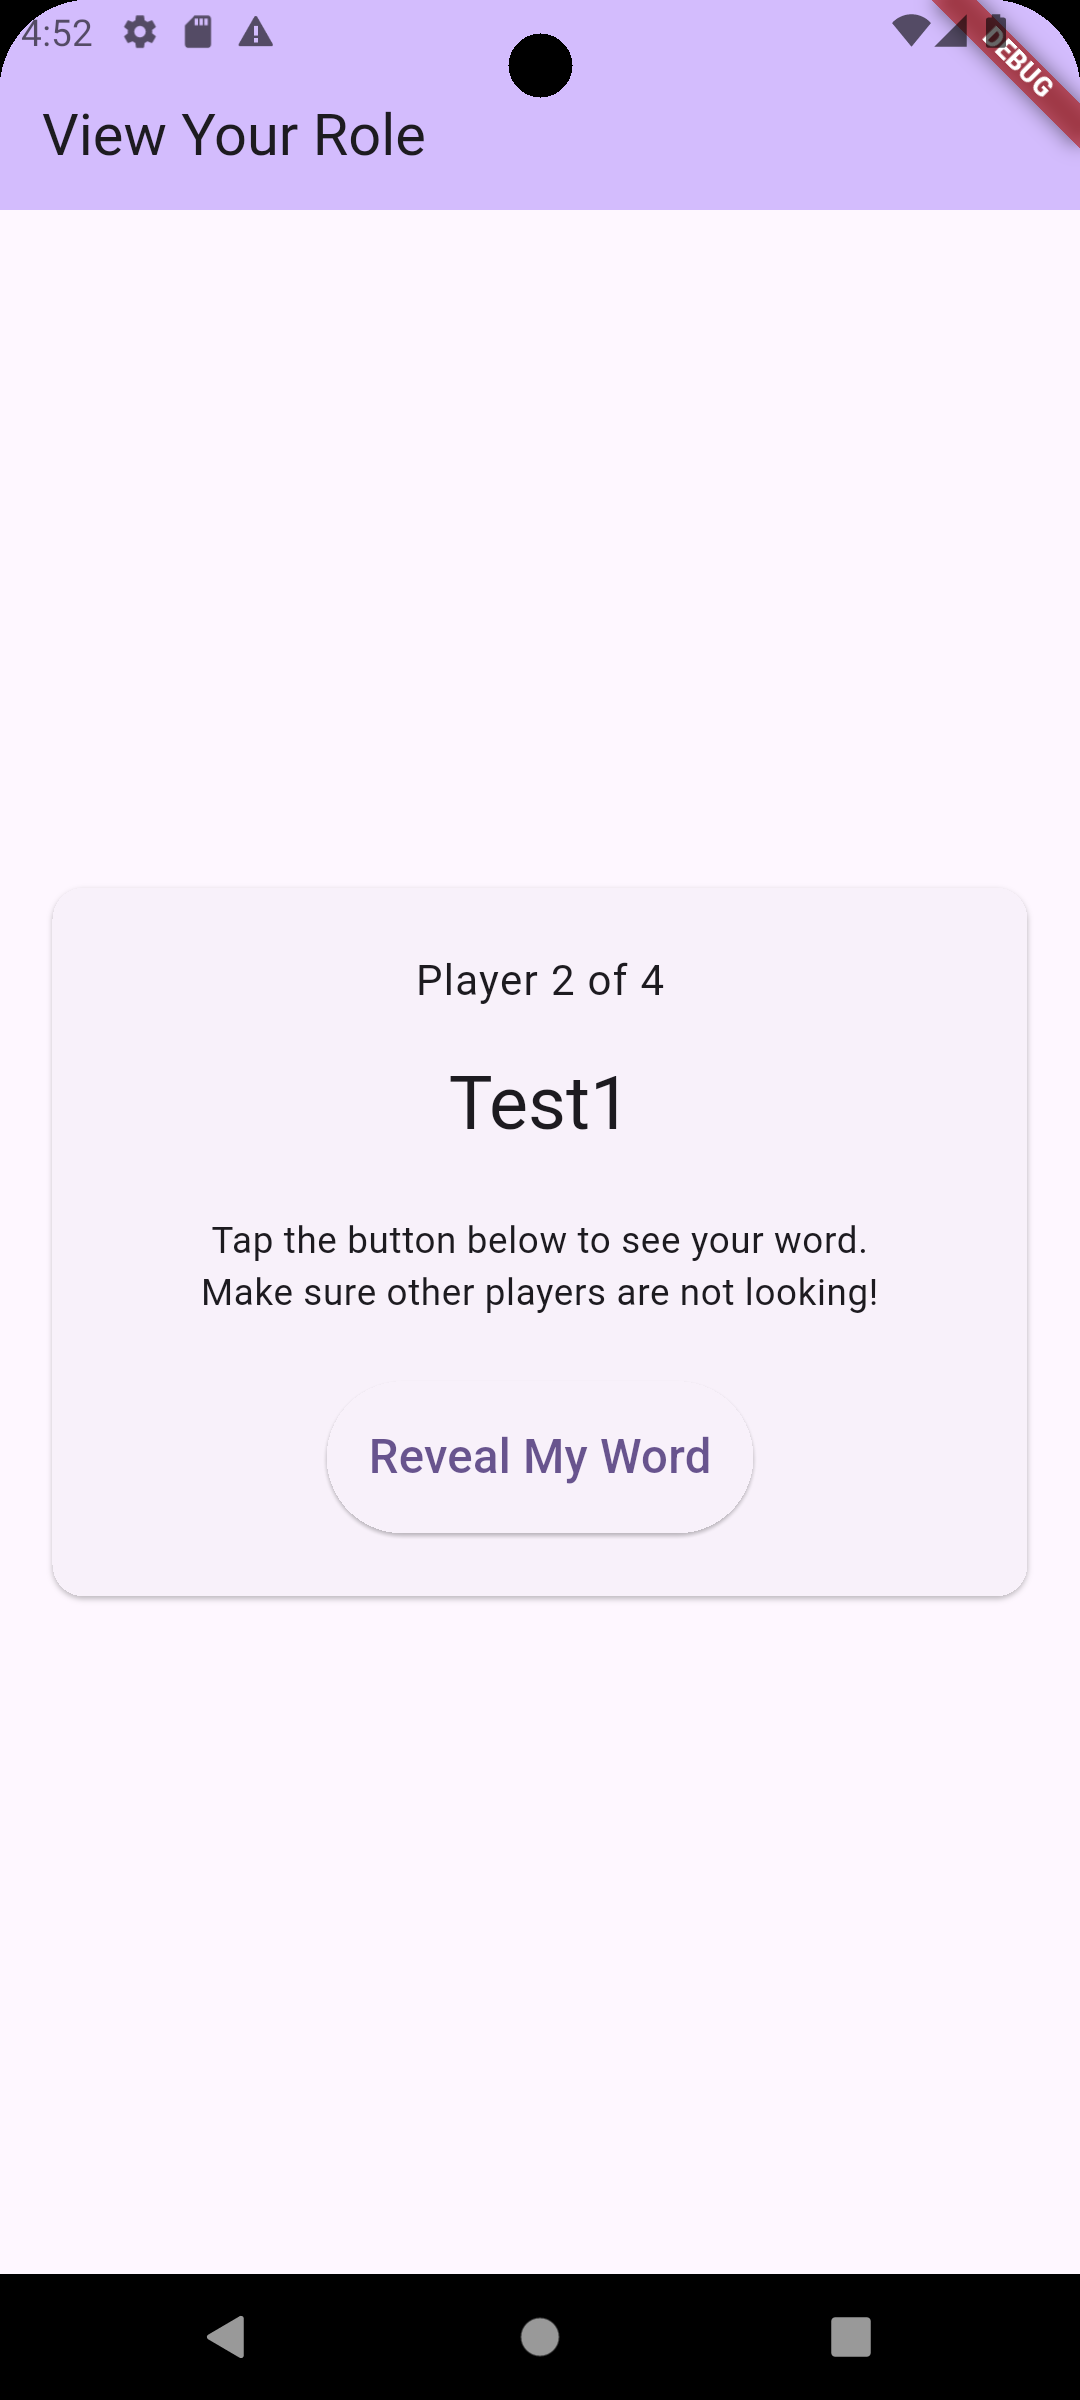 4:52
DEBUG
View Your Role
Player 2 of 4
Test1
Tap the button below to see your word.
Make sure other players are not looking!
Reveal My Word